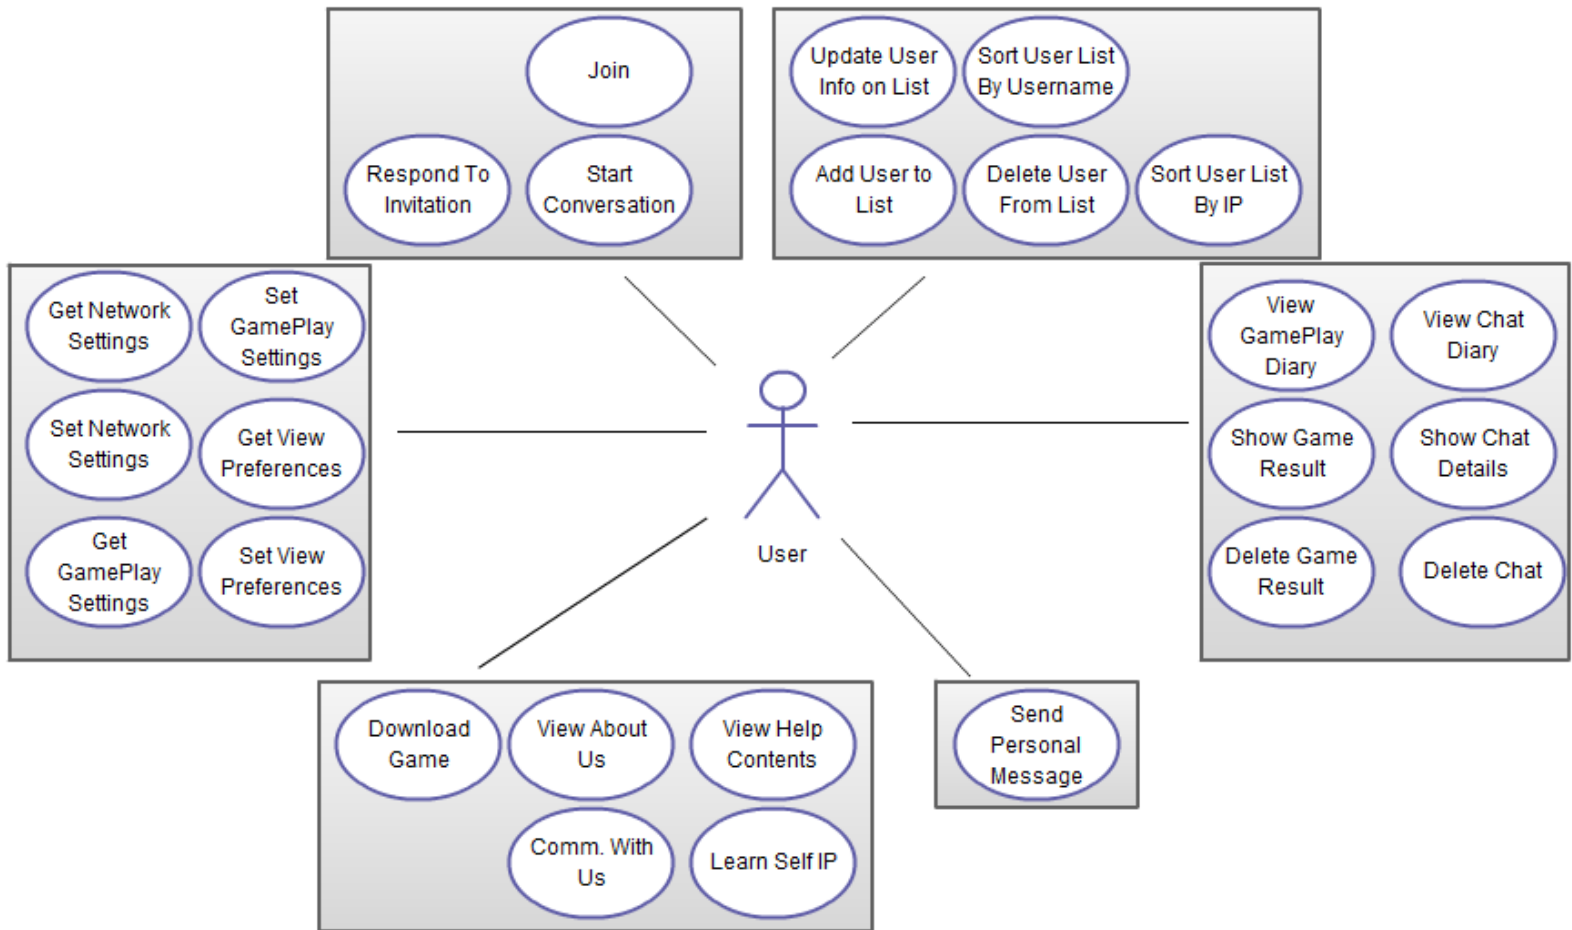 Join
Respond To
Invitation
Start
Conversation
Update User
Info on List
Sort User List
By Username
Add User to
List
Delete User
From List
Sort User List
By IP
Get Network
Settings
Set
GamePlay
Settings
Set Network
Settings
Get View
Preferences
Get
GamePlay
Settings
Set View
Preferences
User
View
GamePlay
Diary
View Chat
Diary
Show Game
Result
Show Chat
Details
Delete Game
Result
Delete Chat
Download
Game
View About
Us
View Help
Contents
Comm. With
Us
Learn Self IP
Send
Personal
Message